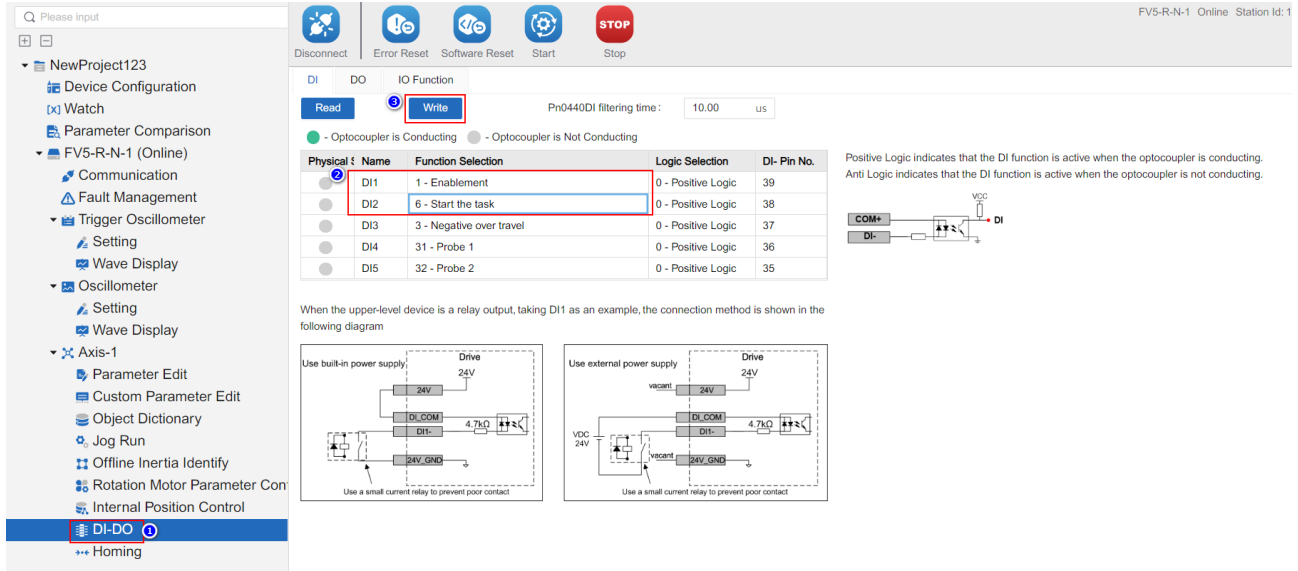 Please input
NewProject123
Device Configuration
[x] Watch
Parameter Comparison
FV5-R-N-1 (Online)
Communication
Fault Management
Trigger Oscillometer
Setting
Wave Display
Oscillometer
Setting
Wave Display
Axis-1
Parameter Edit
Custom Parameter Edit
Object Dictionary
Jog Run
Offline Inertia Identify
Rotation Motor Parameter Con
Internal Position Control
DI-DO 1
Homing
FV5-R-N-1 Online Station Id: 1
STOP
Disconnect Error Reset Software Reset Start Stop
DI DO IO Function
Read 3 Write Pn0440DI filtering time: 10.00 us
- Optocoupler is Conducting - Optocoupler is Not Conducting
Physical Name Function Selection Logic Selection DI- Pin No.
2 DI1 1 - Enablement 0 - Positive Logic 39
DI2 6 - Start the task 0 - Positive Logic 38
DI3 3 - Negative over travel 0 - Positive Logic 37
DI4 31 - Probe 1 0 - Positive Logic 36
DI5 32 - Probe 2 0 - Positive Logic 35
Positive Logic indicates that the DI function is active when the optocoupler is conducting.
Anti Logic indicates that the DI function is active when the optocoupler is not conducting.
VCC
COM+ DI
DI-
When the upper-level device is a relay output, taking DI1 as an example, the connection method is shown in the
following diagram
Use built-in power supply
Drive
24V
24V
DI_COM
4.7kΩ
DI1-
24V_GND
Use a small current relay to prevent poor contact
Use external power supply
Drive
24V
vacant 24V
DI_COM
4.7kΩ
DI1-
VDC
24V
vacant 24V_GND
Use a small current relay to prevent poor contact